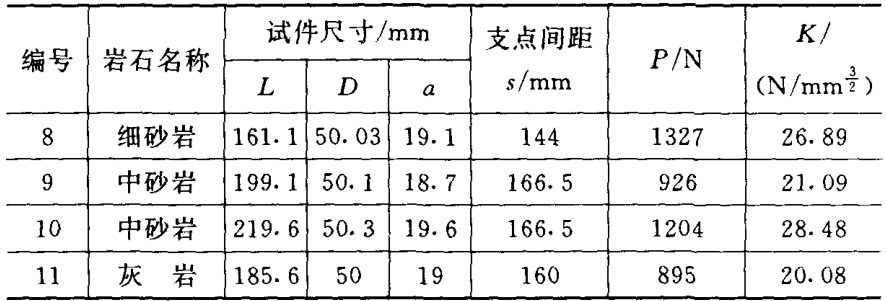 编号 岩石名称 试件尺寸/mm 支点间距 s/mm P/N K/(N/mm^{3/2})
L D a
8 细砂岩 161.1 50.03 19.1 144 1327 26.89
9 中砂岩 199.1 50.1 18.7 166.5 926 21.09
10 中砂岩 219.6 50.3 19.6 166.5 1204 28.48
11 灰 岩 185.6 50 19 160 895 20.08